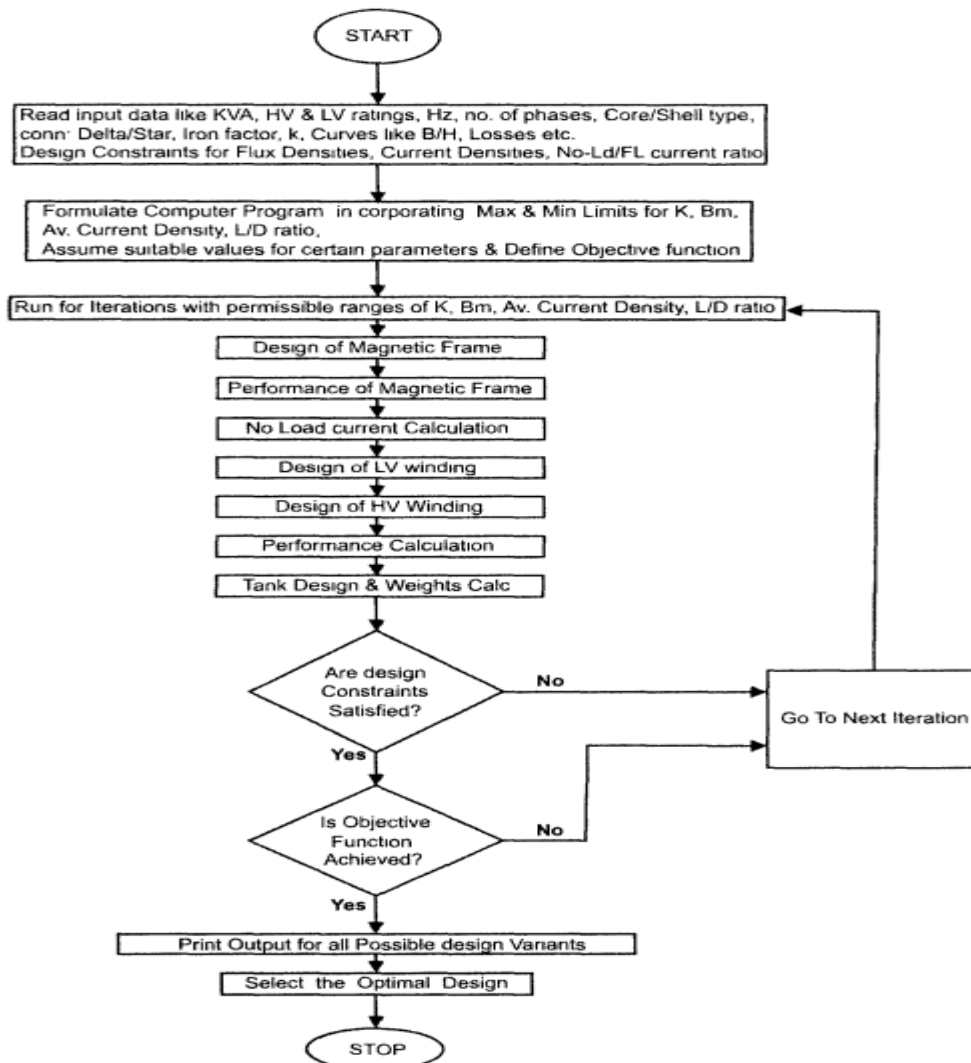 START
Read input data like KVA, HV & LV ratings, Hz, no. of phases, Core/Shell type,
conn· Delta/Star, Iron factor, k, Curves like B/H, Losses etc.
Design Constraints for Flux Densities, Current Densities, No-Ld/FL current ratio
Formulate Computer Program in corporating Max & Min Limits for K, Bm,
Av. Current Density, L/D ratio,
Assume suitable values for certain parameters & Define Objective function
Run for Iterations with permissible ranges of K, Bm, Av. Current Density, L/D ratio
Design of Magnetic Frame
Performance of Magnetic Frame
No Load current Calculation
Design of LV winding
Design of HV Winding
Performance Calculation
Tank Design & Weights Calc
Are design
Constraints
Satisfied?
No
Go To Next Iteration
Yes
Is Objective
Function
Achieved?
No
Yes
Print Output for all Possible design Variants
Select the Optimal Design
STOP